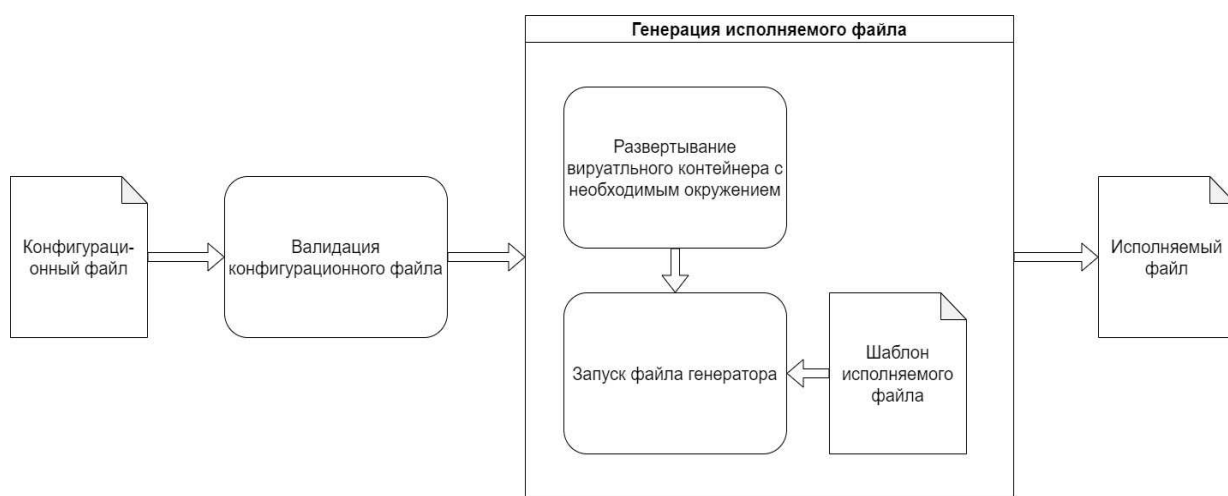 Генерация исполняемого файла
Развертывание
вируатльного контейнера с
необходимым окружением
Конфигураци-
онный файл
Валидация
конфигурационного файла
Исполняемый
файл
Запуск файла генератора
Шаблон
исполняемого
файла